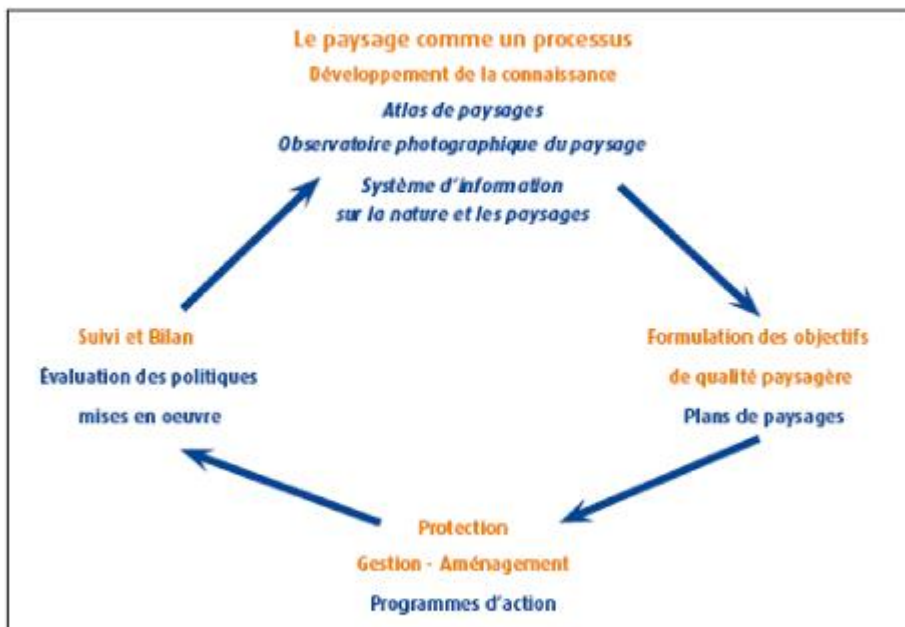 Le paysage comme un processus
Développement de la connaissance
Atlas de paysages
Observatoire photographique du paysage
Système d'information
sur la nature et les paysages
Formulation des objectifs
de qualité paysagère
Plans de paysages
Protection
Gestion - Aménagement
Programmes d'action
Suivi et Bilan
Évaluation des politiques
mises en oeuvre